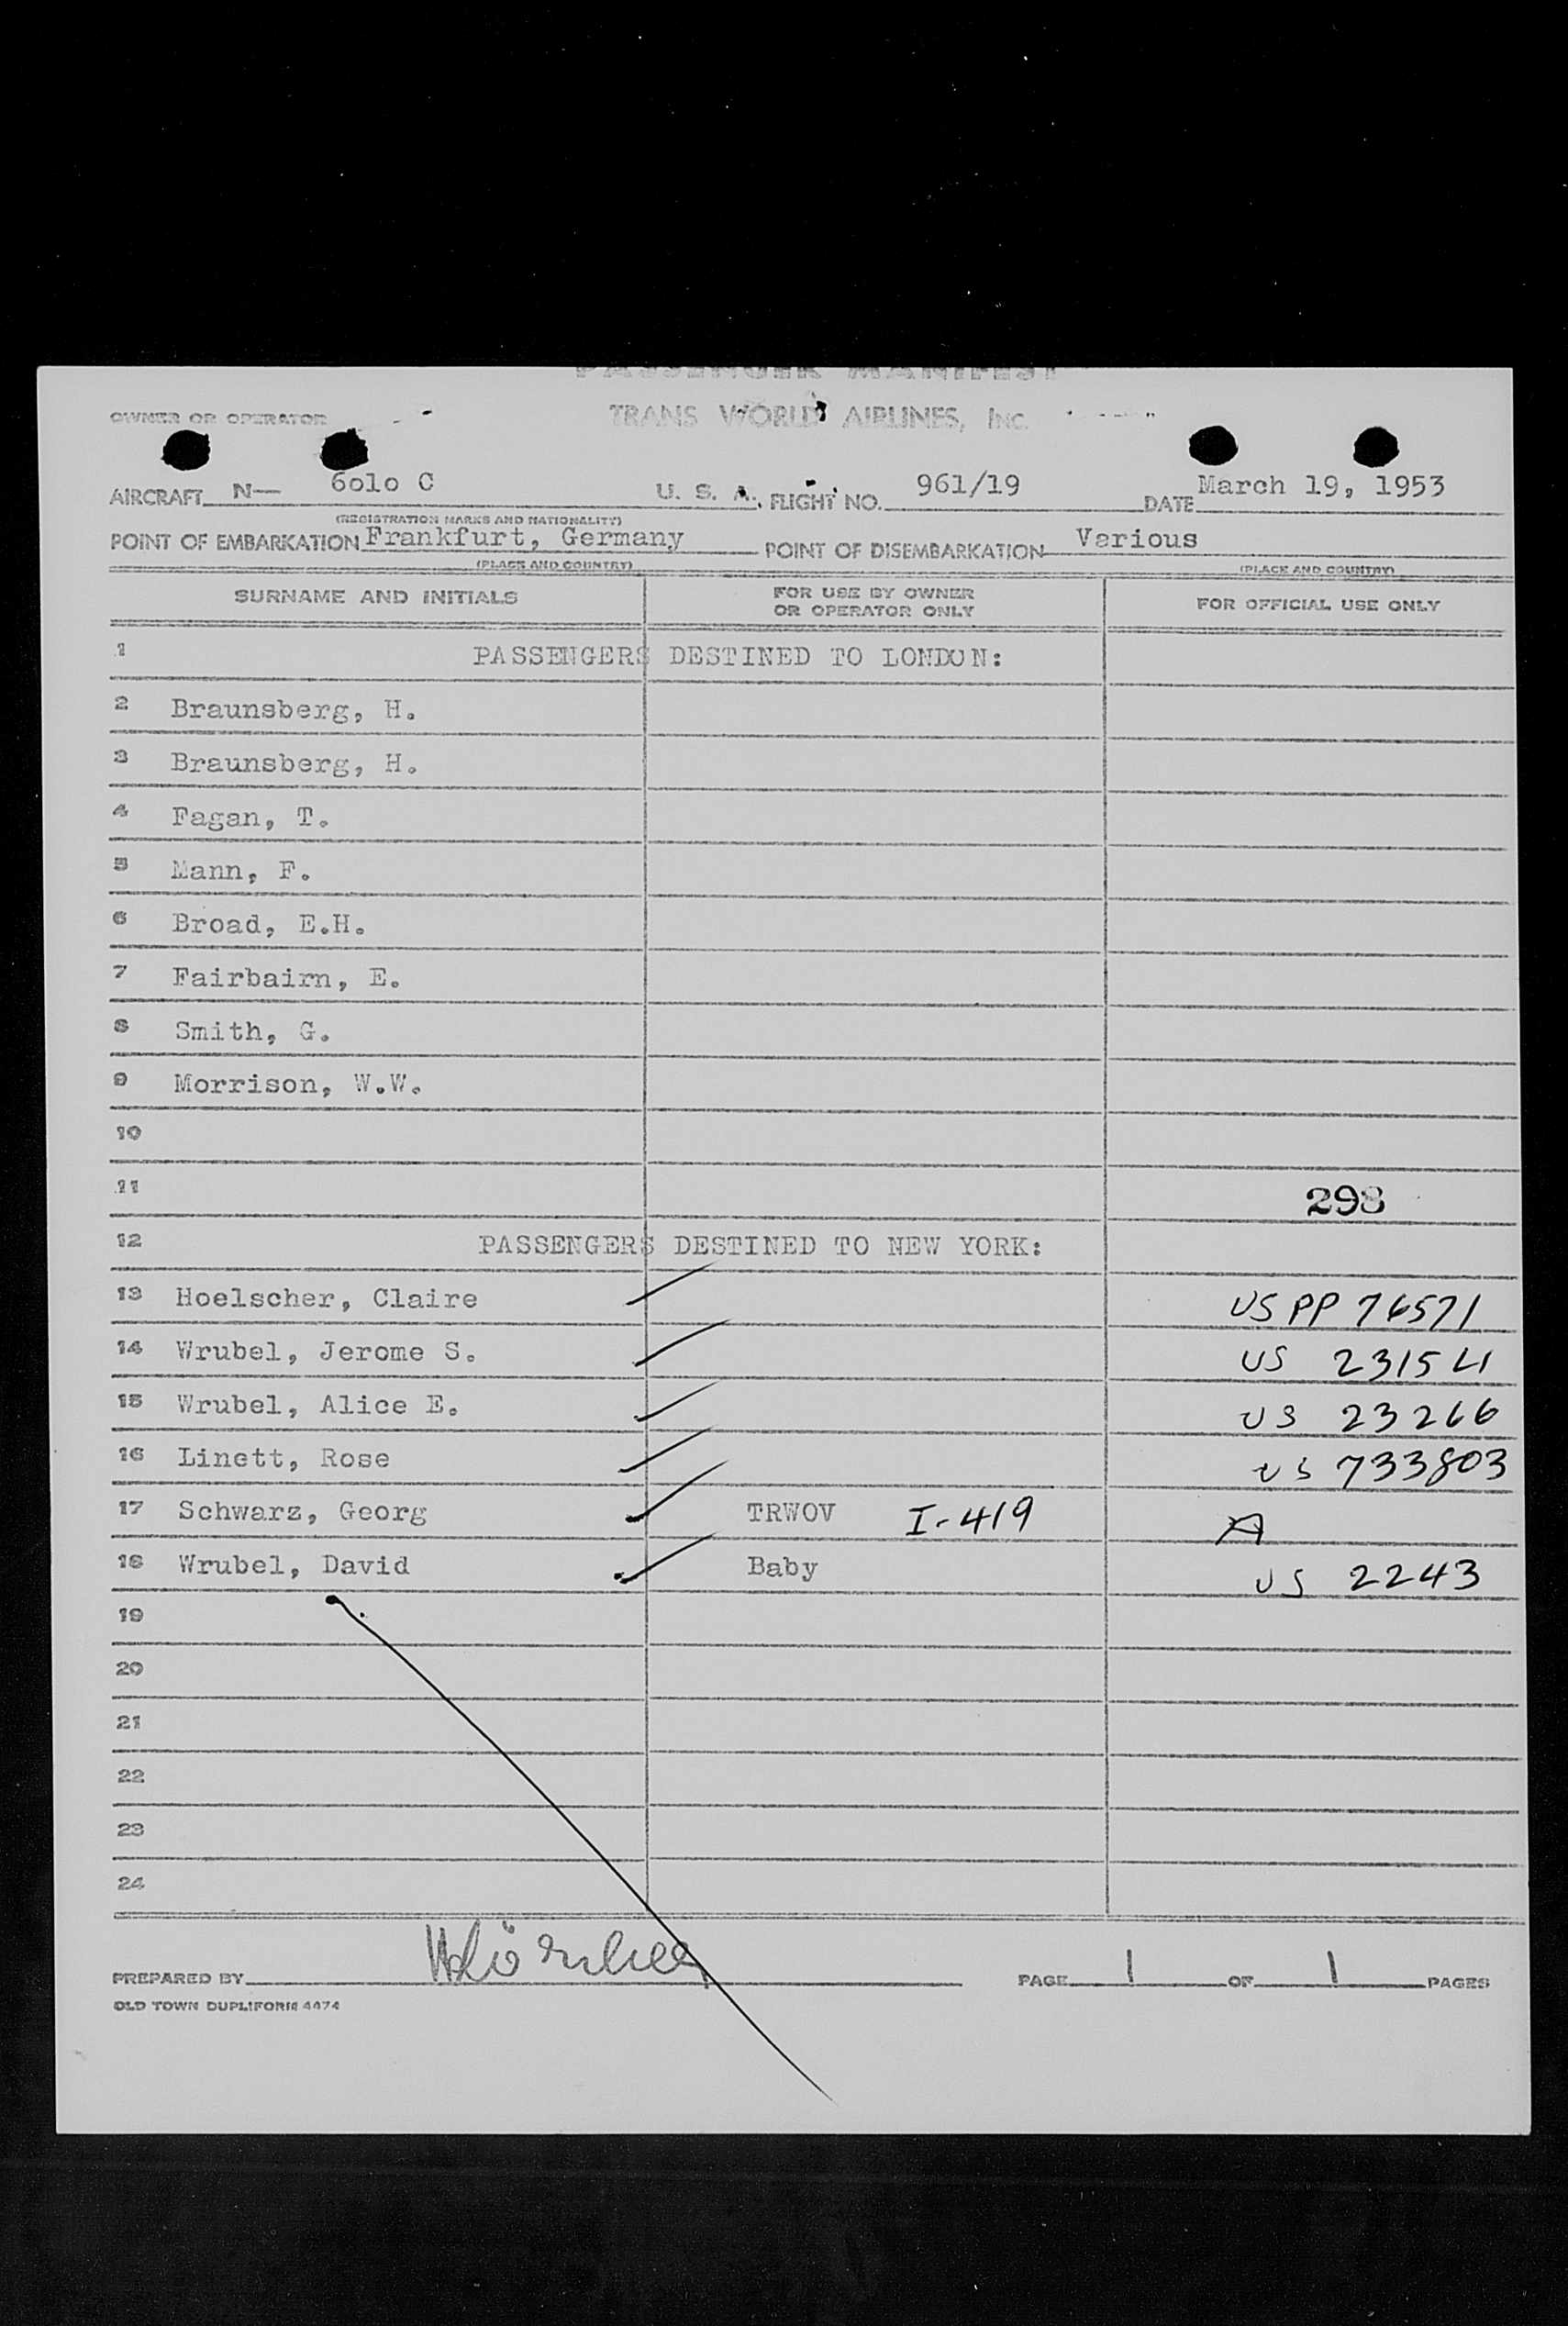 PASSENGER MANIFEST
OWNER OR OPERATOR TRANS WORLD AIRLINES, INC.
AIRCRAFT N— 6olo C U. S. A. FLIGHT NO. 961/19 DATE March 19, 1953
(REGISTRATION MARKS AND NATIONALITY)
POINT OF EMBARKATION Frankfurt, Germany POINT OF DISEMBARKATION Various
(PLACE AND COUNTRY) (PLACE AND COUNTRY)
SURNAME AND INITIALS FOR USE BY OWNER OR OPERATOR ONLY FOR OFFICIAL USE ONLY
1 PASSENGERS DESTINED TO LONDON:
2 Braunsberg, H.
3 Braunsberg, H.
4 Fagan, T.
5 Mann, F.
6 Broad, E.H.
7 Fairbairn, E.
8 Smith, G.
9 Morrison, W.W.
10
11 298
12 PASSENGERS DESTINED TO NEW YORK:
13 Hoelscher, Claire US PP 76571
14 Wrubel, Jerome S. US 231541
15 Wrubel, Alice E. US 23266
16 Linett, Rose US 733803
17 Schwarz, Georg TRWOV I-419 A
18 Wrubel, David Baby US 2243
19
20
21
22
23
24
PREPARED BY PAGE 1 OF 1 PAGES
OLD TOWN DUPLIFORM 4474